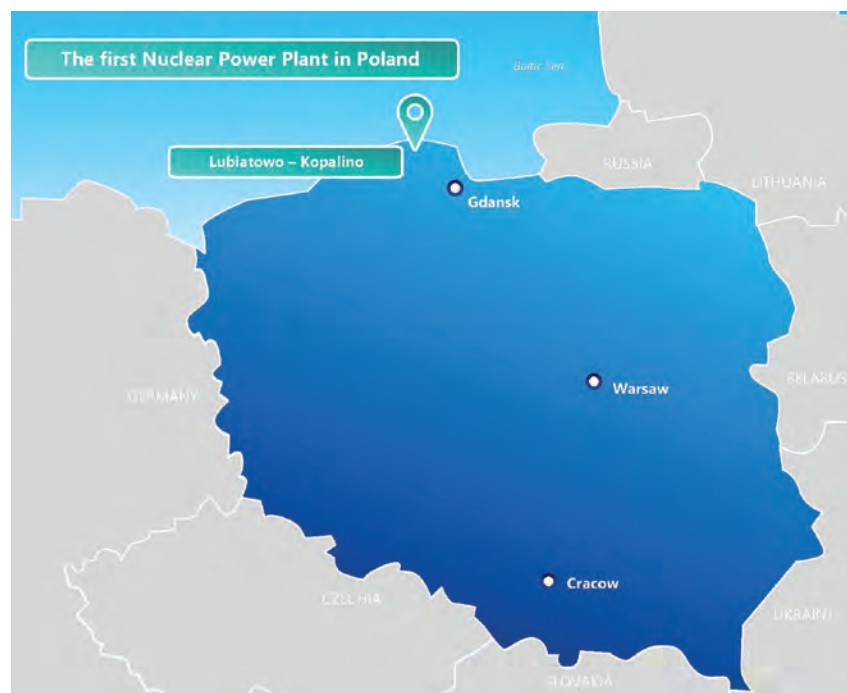 The first Nuclear Power Plant in Poland
Baltic Sea
Lubiatowo – Kopalino
RUSSIA
LITHUANIA
Gdansk
BELARUS
Warsaw
GERMANY
Cracow
CZECHIA
UKRAINE
SLOVAKIA